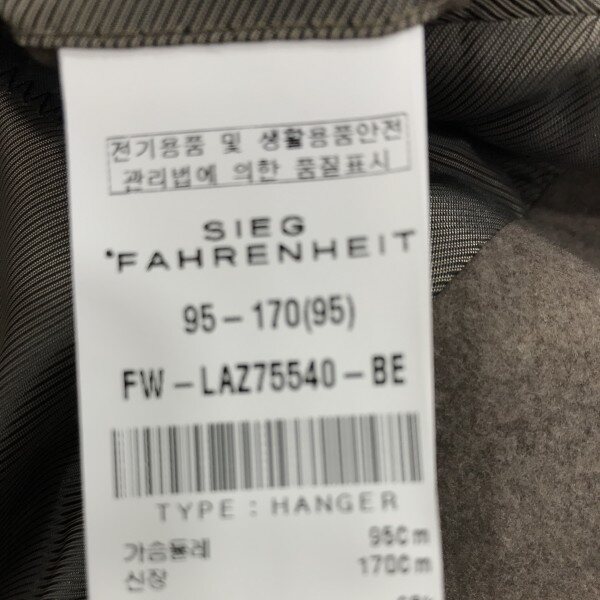 전기용품 및 생활용품안전
관리법에 의한 품질표시
SIEG
°FAHRENHEIT
95-170(95)
FW-LAZ75540-BE
TYPE : HANGER
가슴둘레 95Cm
신장 170Cm